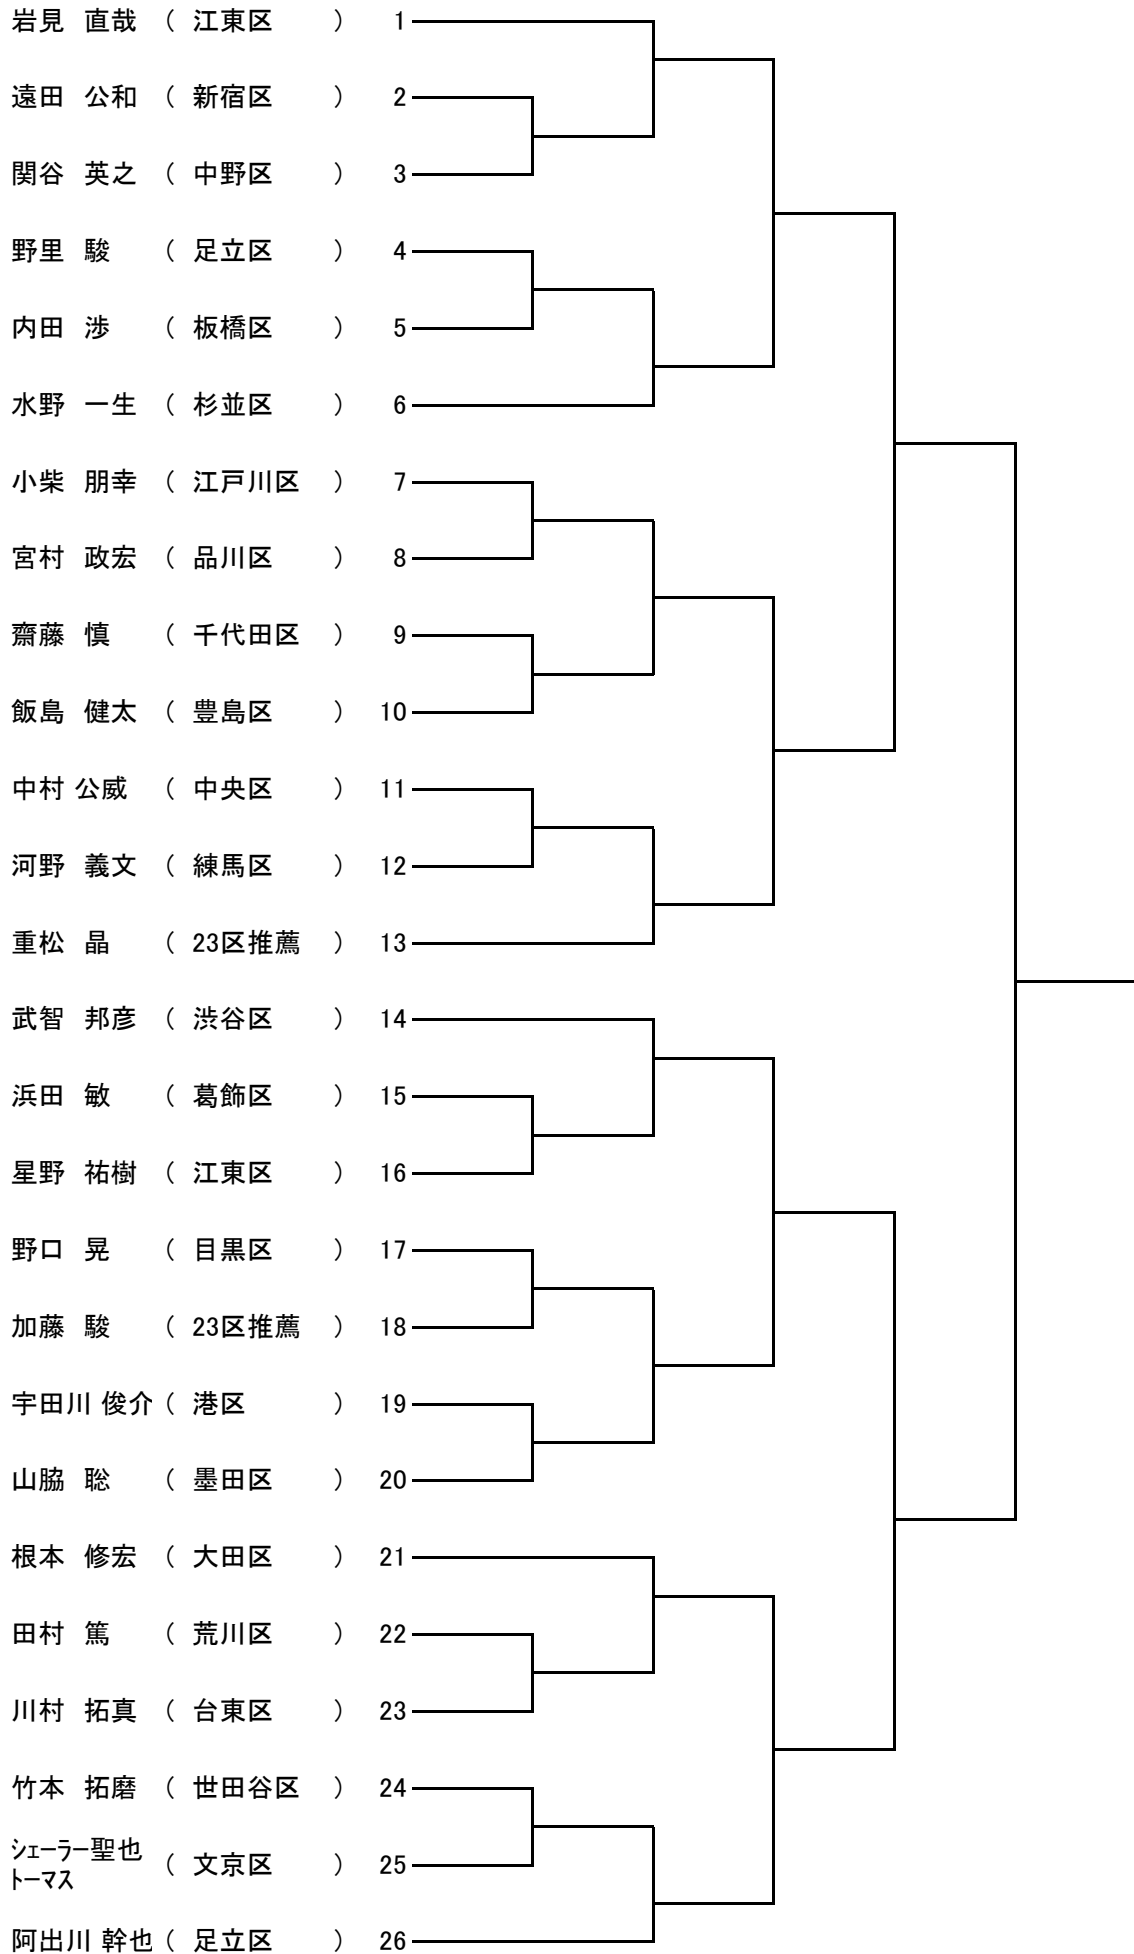 岩見 直哉 ( 江東区 ) 1
遠田 公和 ( 新宿区 ) 2
関谷 英之 ( 中野区 ) 3
野里 駿 ( 足立区 ) 4
内田 渉 ( 板橋区 ) 5
水野 一生 ( 杉並区 ) 6
小柴 朋幸 ( 江戸川区 ) 7
宮村 政宏 ( 品川区 ) 8
齋藤 慎 ( 千代田区 ) 9
飯島 健太 ( 豊島区 ) 10
中村 公威 ( 中央区 ) 11
河野 義文 ( 練馬区 ) 12
重松 晶 ( 23区推薦 ) 13
武智 邦彦 ( 渋谷区 ) 14
浜田 敏 ( 葛飾区 ) 15
星野 祐樹 ( 江東区 ) 16
野口 晃 ( 目黒区 ) 17
加藤 駿 ( 23区推薦 ) 18
宇田川 俊介 ( 港区 ) 19
山脇 聡 ( 墨田区 ) 20
根本 修宏 ( 大田区 ) 21
田村 篤 ( 荒川区 ) 22
川村 拓真 ( 台東区 ) 23
竹本 拓磨 ( 世田谷区 ) 24
シェーラー聖也
トーマス ( 文京区 ) 25
阿出川 幹也 ( 足立区 ) 26